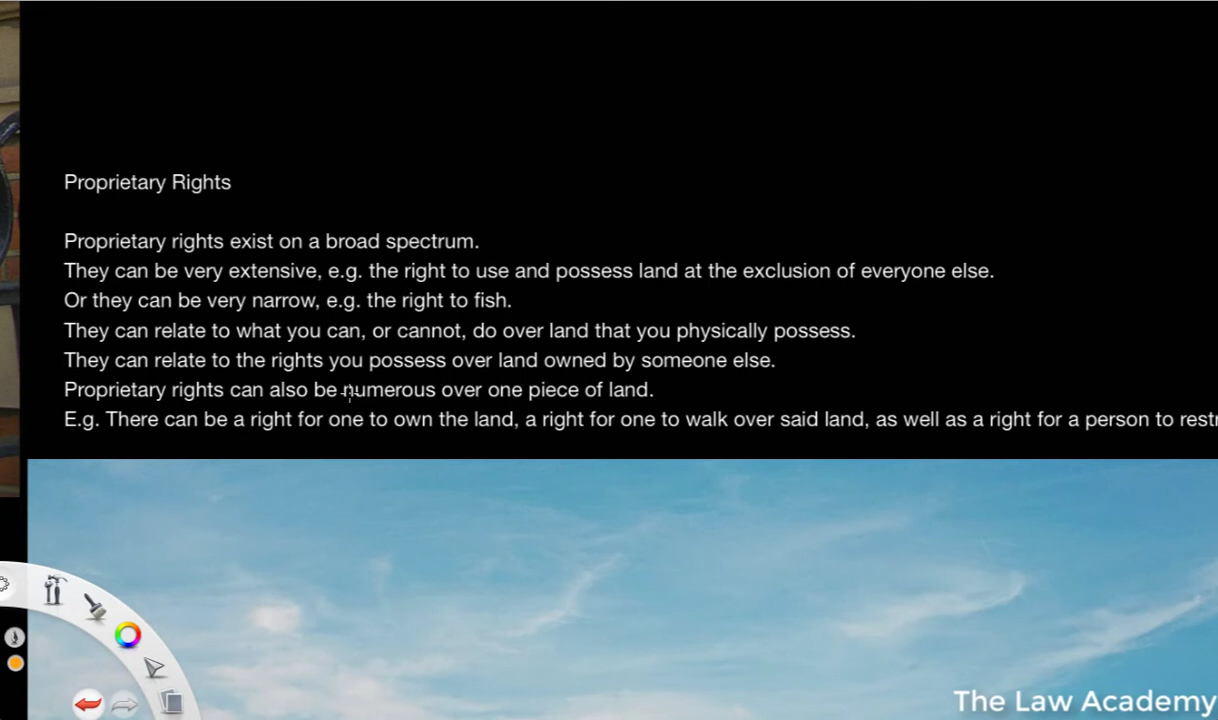 Proprietary Rights
Proprietary rights exist on a broad spectrum.
They can be very extensive, e.g. the right to use and possess land at the exclusion of everyone else.
Or they can be very narrow, e.g. the right to fish.
They can relate to what you can, or cannot, do over land that you physically possess.
They can relate to the rights you possess over land owned by someone else.
Proprietary rights can also be numerous over one piece of land.
E.g. There can be a right for one to own the land, a right for one to walk over said land, as well as a right for a person to
The Law Academy